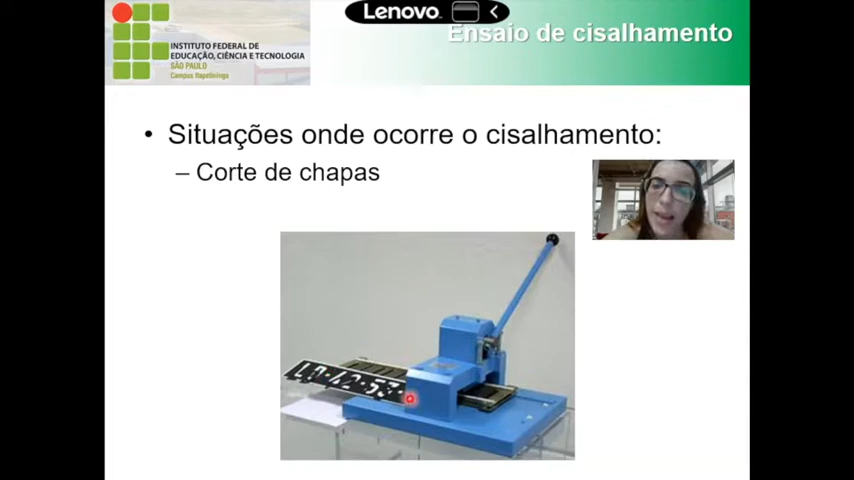 Lenovo
Ensaio de cisalhamento
INSTITUTO FEDERAL DE
EDUCAÇÃO, CIÊNCIA E TECNOLOGIA
SÃO PAULO
Campus Itapetininga
• Situações onde ocorre o cisalhamento:
– Corte de chapas